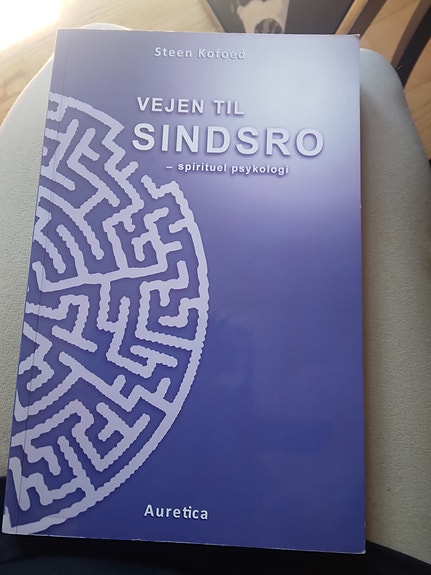 Steen Kofoed
VEJEN TIL
SINDSRO
– spirituel psykologi
Auretica